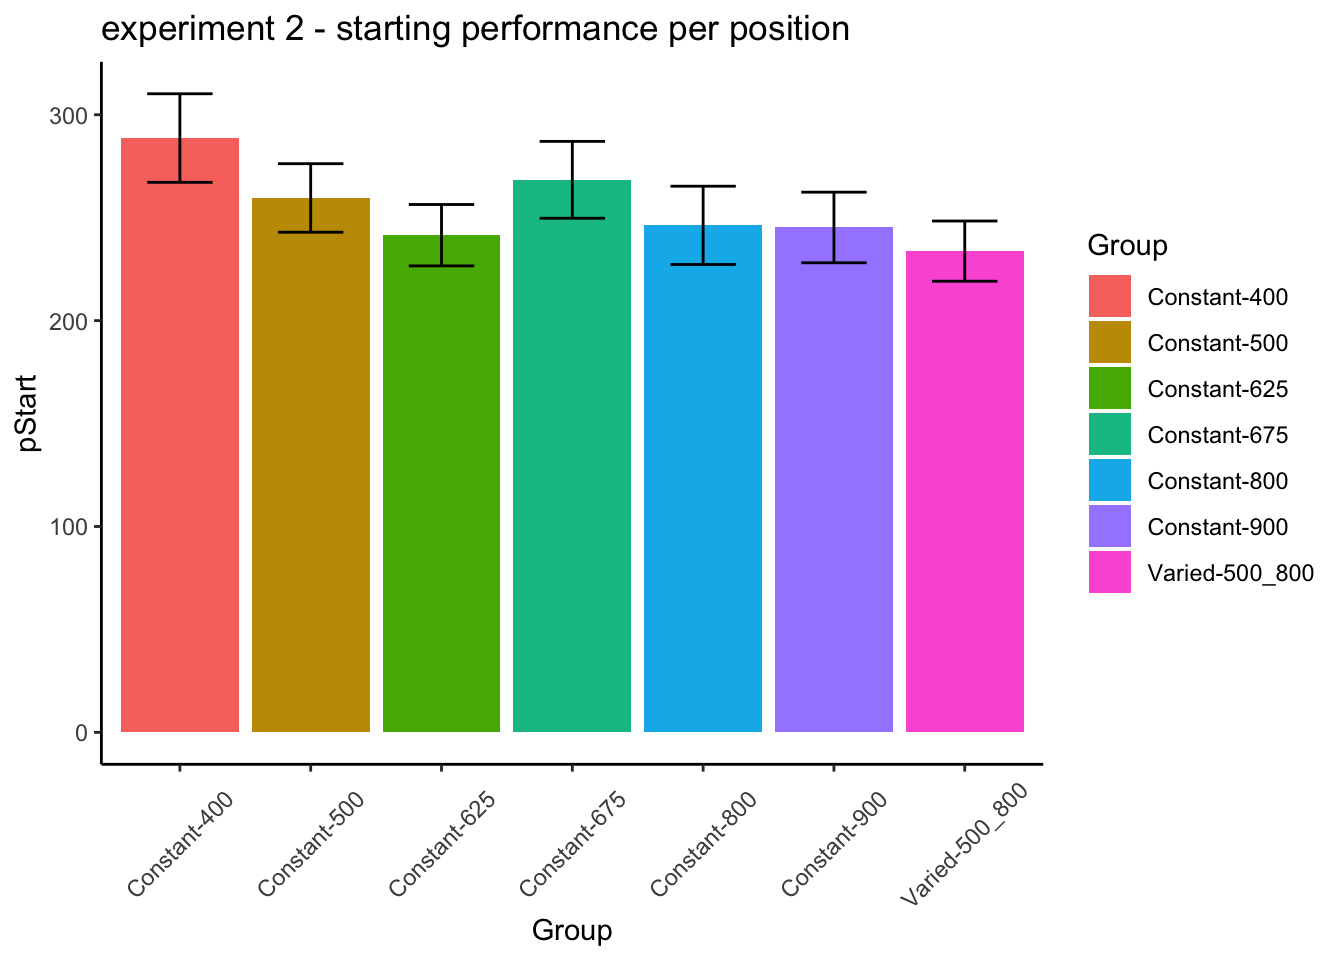 experiment 2 - starting performance per position
300
200
100
0
pStart
Constant-400
Constant-500
Constant-625
Constant-675
Constant-800
Constant-900
Varied-500_800
Group
Group
Constant-400
Constant-500
Constant-625
Constant-675
Constant-800
Constant-900
Varied-500_800